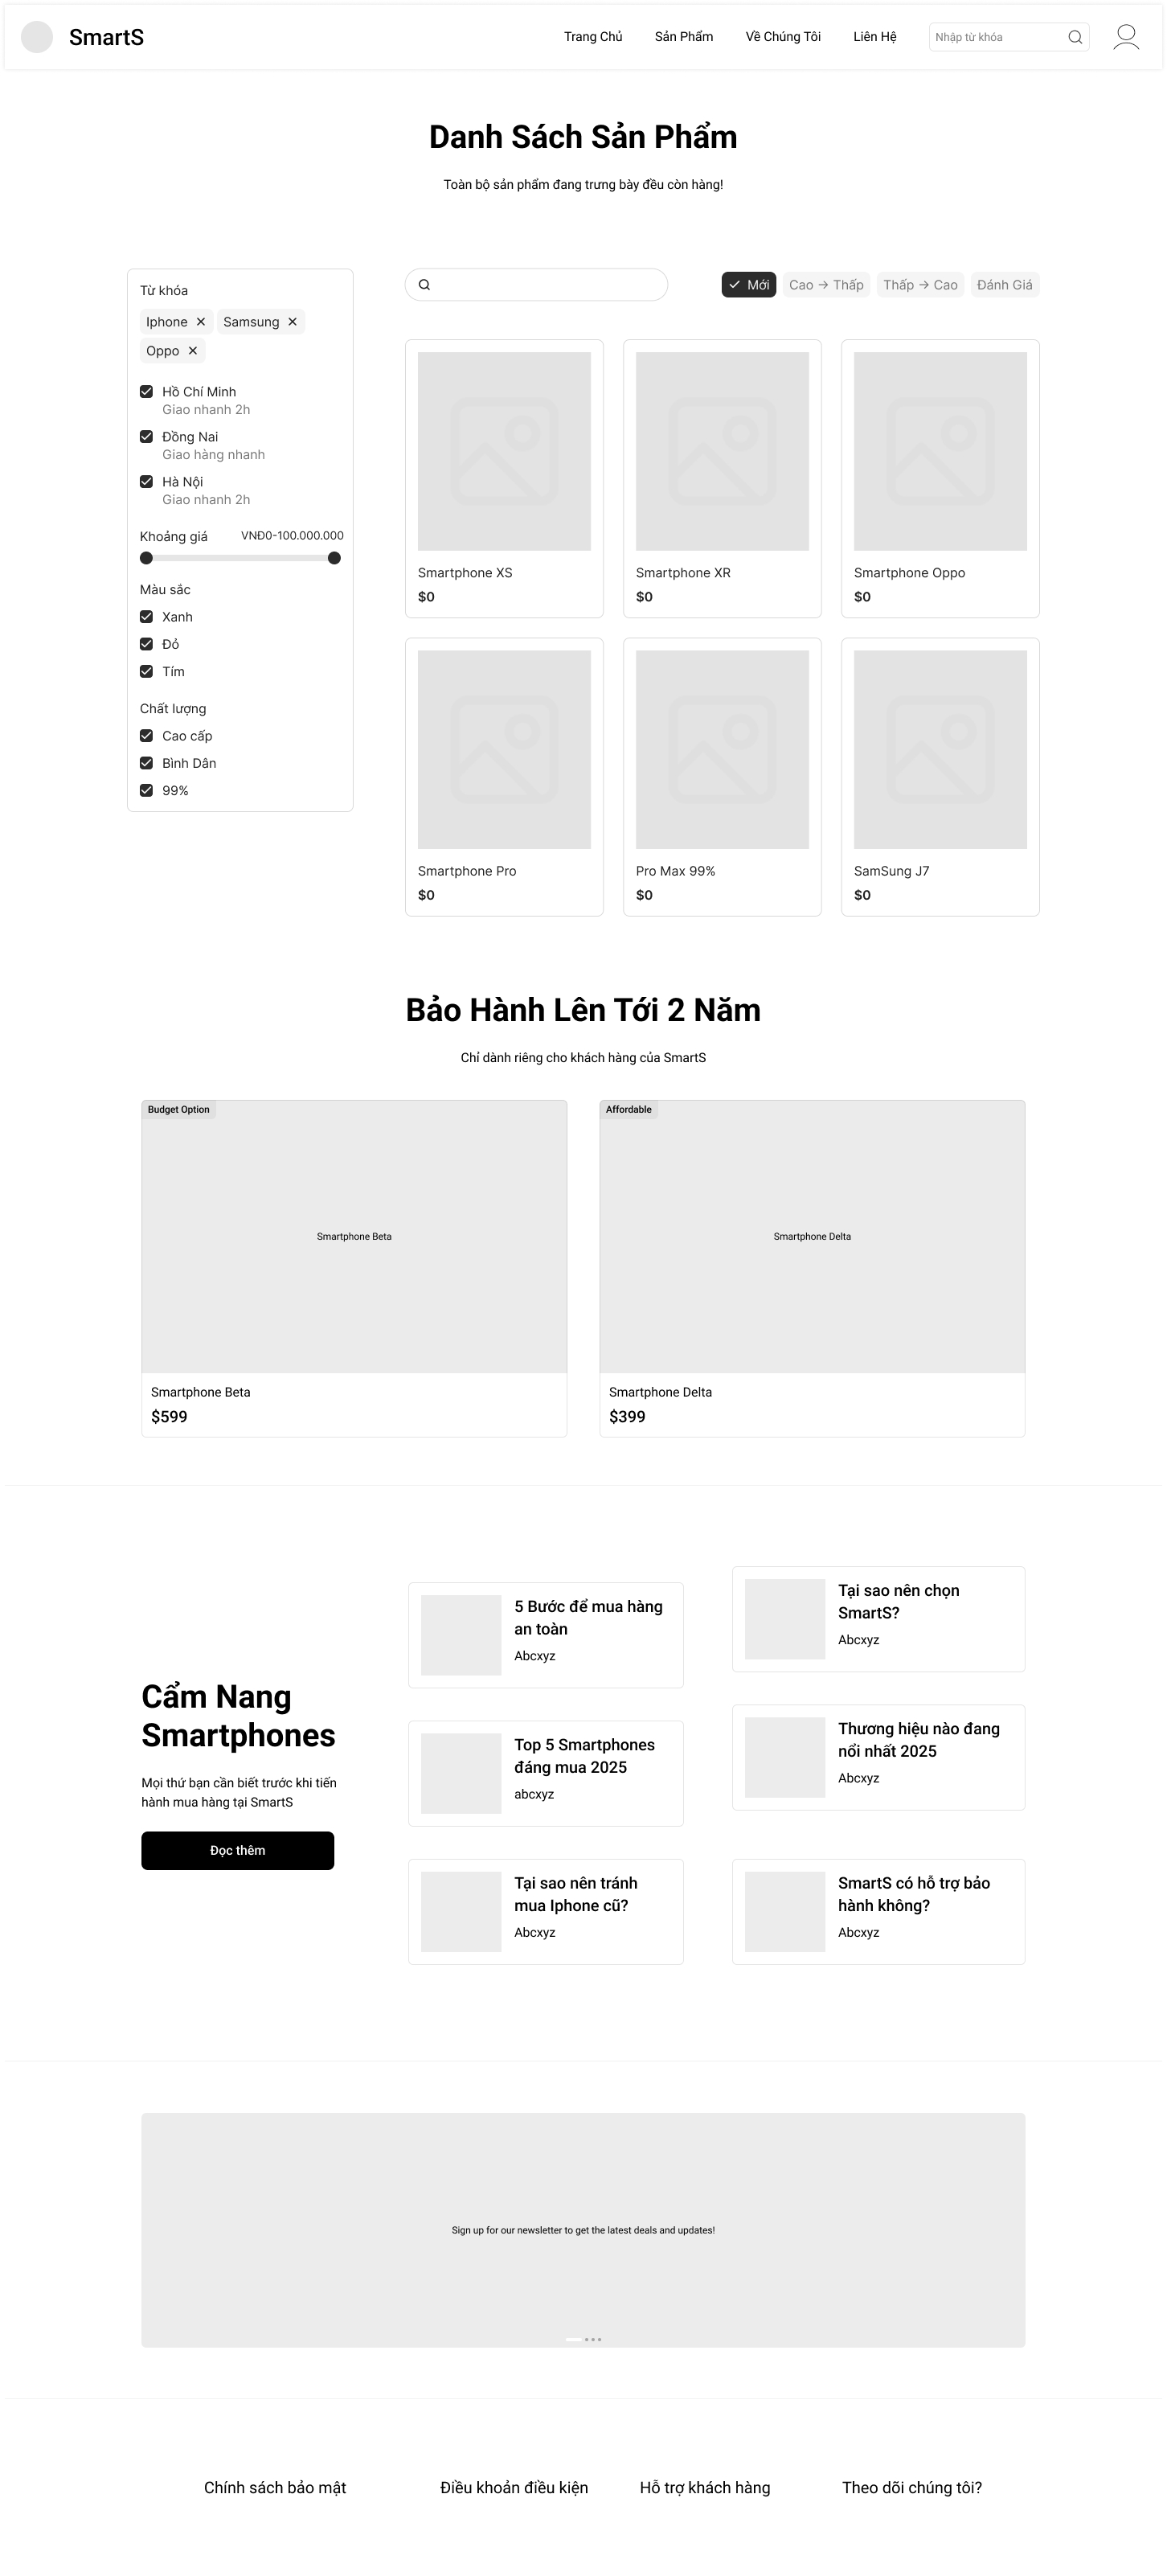 SmartS
Trang Chủ
Sản Phẩm
Về Chúng Tôi
Liên Hệ
Nhập từ khóa
Danh Sách Sản Phẩm
Toàn bộ sản phẩm đang trưng bày đều còn hàng!
Từ khóa
Iphone
Samsung
Oppo
Hồ Chí Minh
Giao nhanh 2h
Đồng Nai
Giao hàng nhanh
Hà Nội
Giao nhanh 2h
Khoảng giá
VNĐ0-100.000.000
Màu sắc
Xanh
Đỏ
Tím
Chất lượng
Cao cấp
Bình Dân
99%
Mới
Cao → Thấp
Thấp → Cao
Đánh Giá
Smartphone XS
$0
Smartphone XR
$0
Smartphone Oppo
$0
Smartphone Pro
$0
Pro Max 99%
$0
SamSung J7
$0
Bảo Hành Lên Tới 2 Năm
Chỉ dành riêng cho khách hàng của SmartS
Budget Option
Smartphone Beta
Smartphone Beta
$599
Affordable
Smartphone Delta
Smartphone Delta
$399
Cẩm Nang
Smartphones
Mọi thứ bạn cần biết trước khi tiến
hành mua hàng tại SmartS
Đọc thêm
5 Bước để mua hàng
an toàn
Abcxyz
Tại sao nên chọn
SmartS?
Abcxyz
Top 5 Smartphones
đáng mua 2025
abcxyz
Thương hiệu nào đang
nổi nhất 2025
Abcxyz
Tại sao nên tránh
mua Iphone cũ?
Abcxyz
SmartS có hỗ trợ bảo
hành không?
Abcxyz
Sign up for our newsletter to get the latest deals and updates!
Chính sách bảo mật
Điều khoản điều kiện
Hỗ trợ khách hàng
Theo dõi chúng tôi?